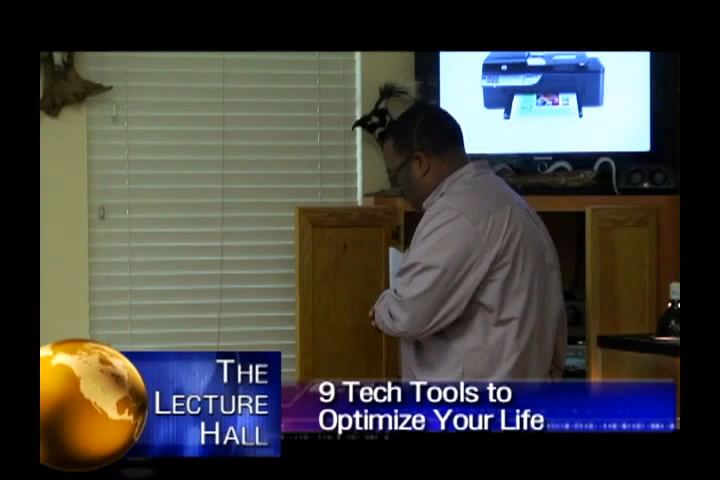 THE
LECTURE
HALL
9 Tech Tools to
Optimize Your Life